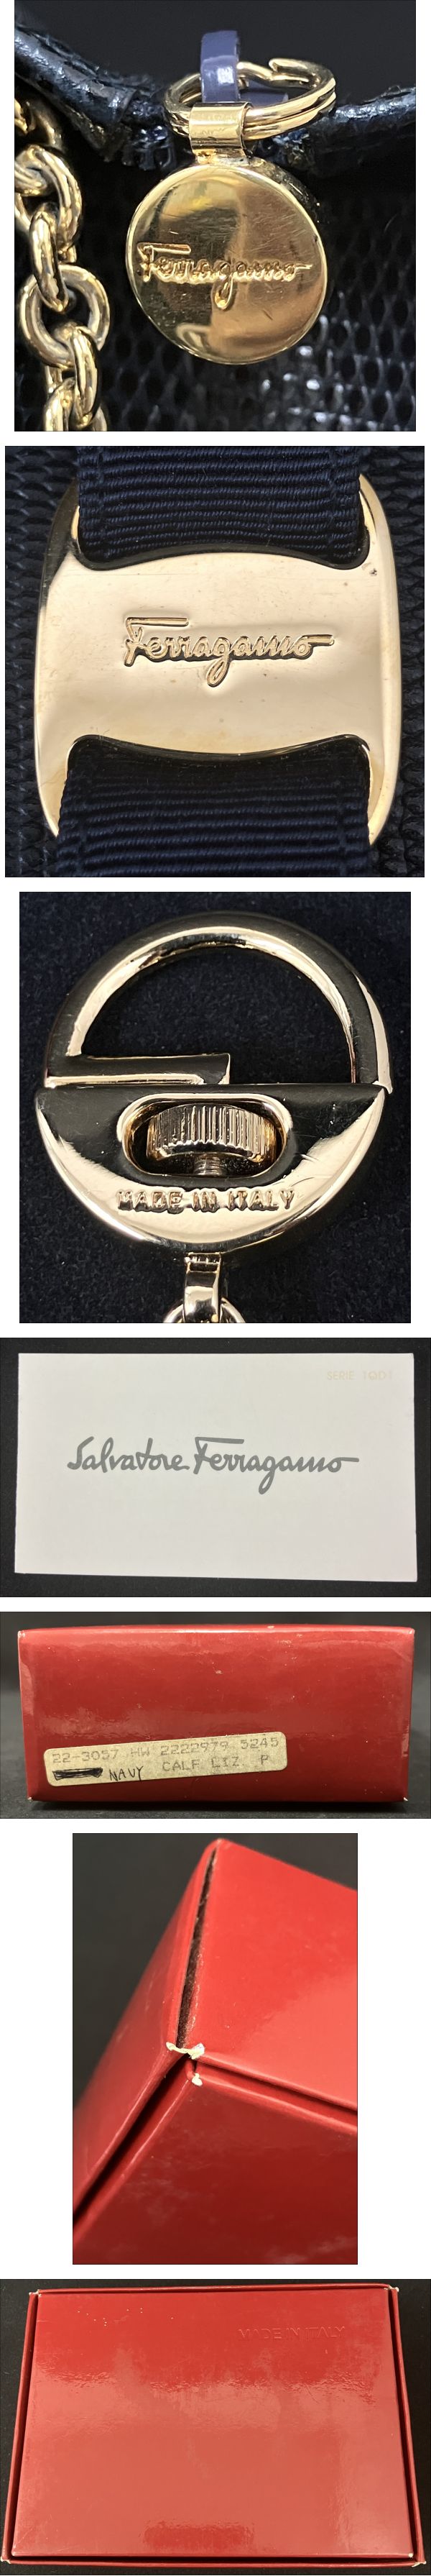 Ferragamo
Ferragamo
MADE IN ITALY
SERIE 1QD1
Salvatore Ferragamo
22-3057 HW 2222979 5245
NAVY CALF LIZ P
MADE IN ITALY